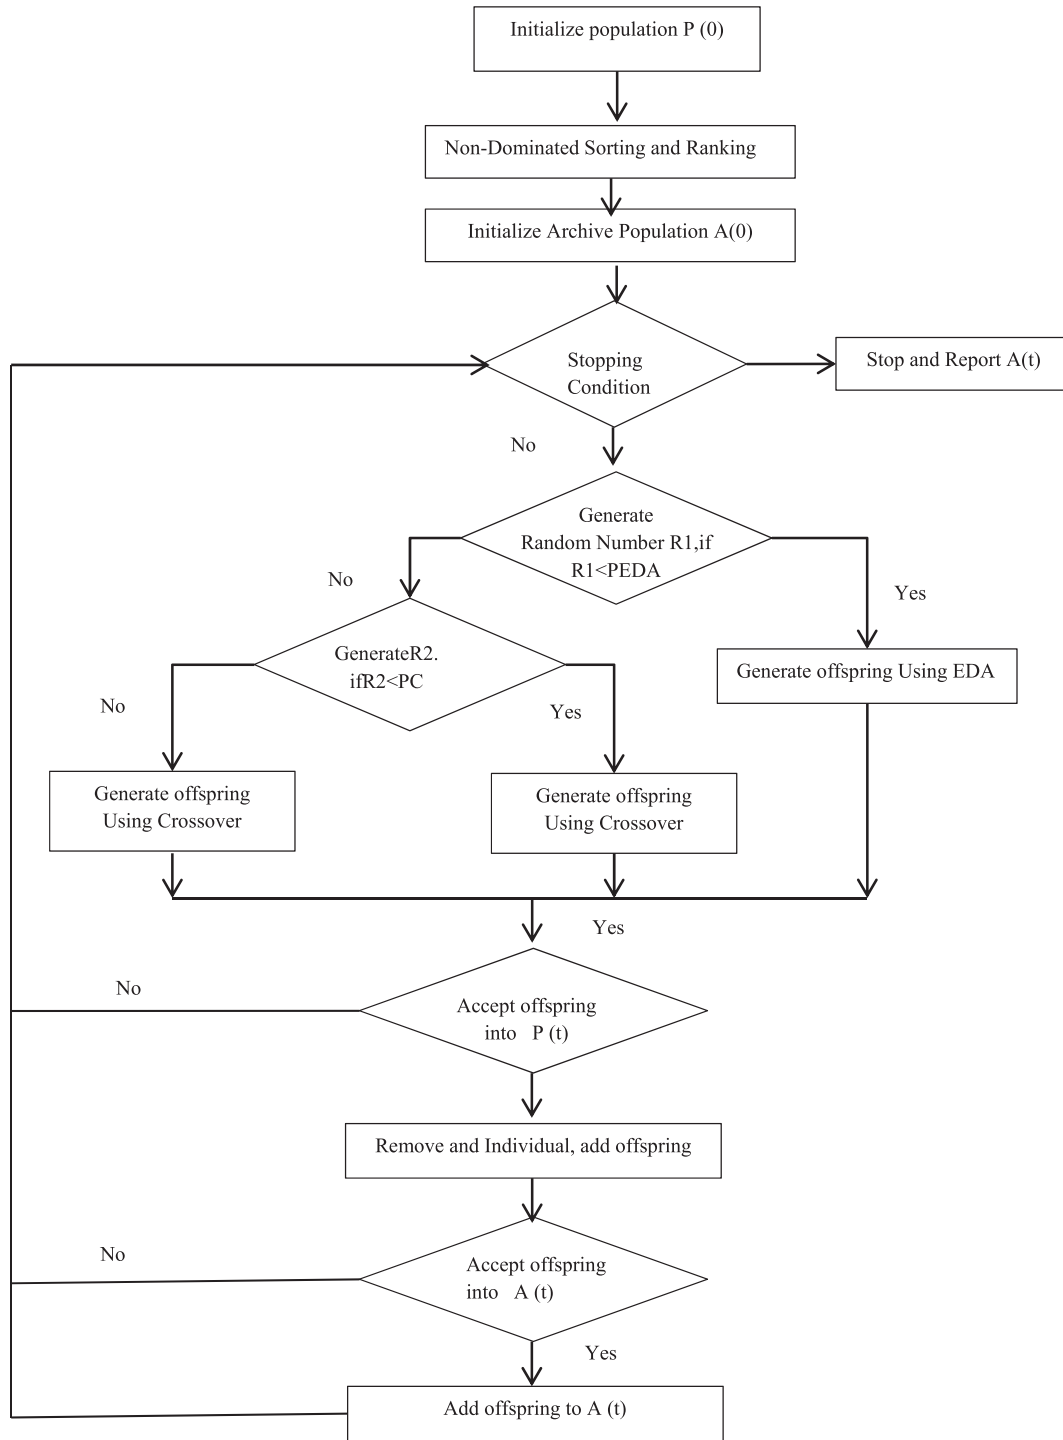 Initialize population P (0)
Non-Dominated Sorting and Ranking
Initialize Archive Population A(0)
Stopping
Condition
Stop and Report A(t)
No
Generate
Random Number R1,if
R1<PEDA
No
Yes
GenerateR2.
ifR2<PC
Generate offspring Using EDA
No
Yes
Generate offspring
Using Crossover
Generate offspring
Using Crossover
Yes
No
Accept offspring
into P (t)
Remove and Individual, add offspring
No
Accept offspring
into A (t)
Yes
Add offspring to A (t)